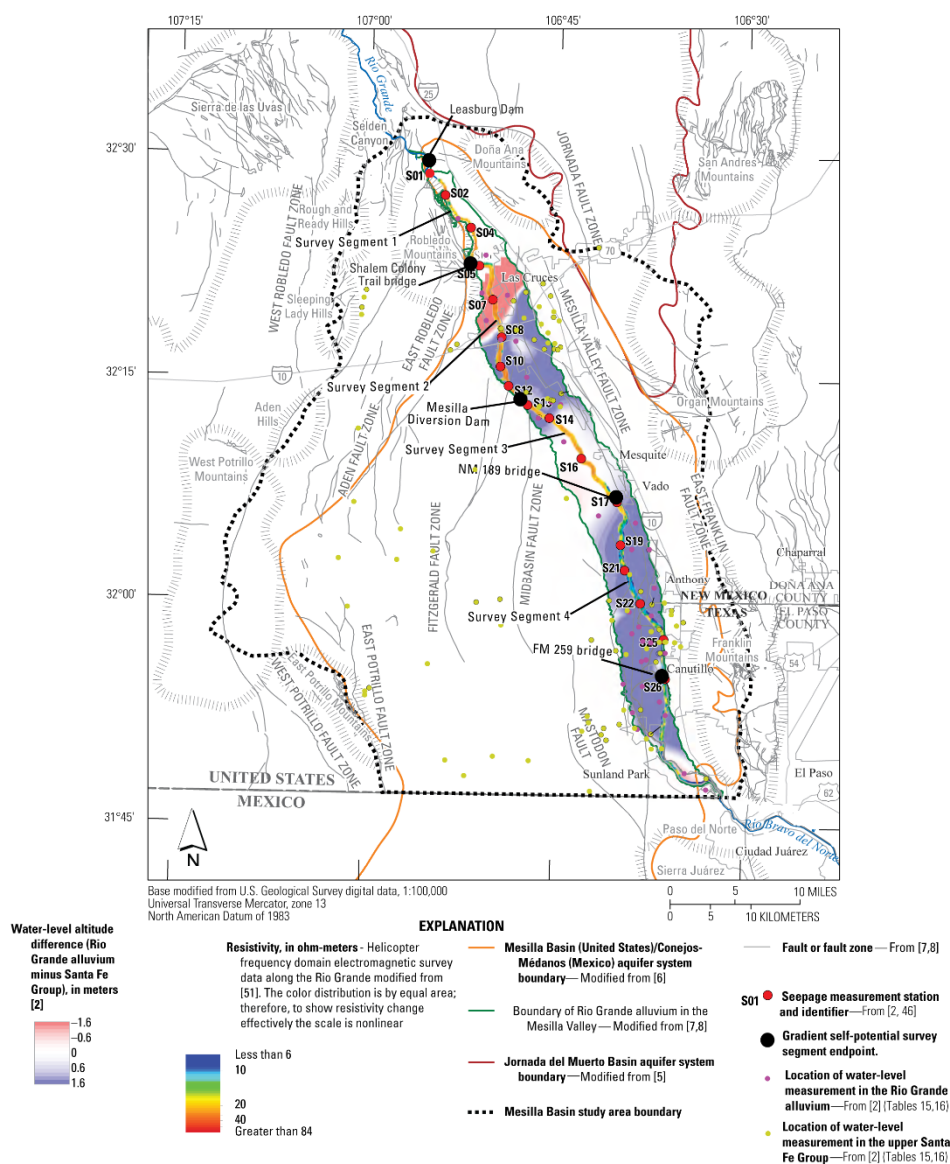 107°15'
107°00'
106°45'
106°30'
Rio
Grande
25
Leasburg Dam
Sierra de las Uvas
Selden
Canyon
32°30'
Doña Ana
Mountains
JORNADA FAULT ZONE
San Andres
Mountains
S01
S02
WEST ROBLEDO FAULT ZONE
Rough and
Ready Hills
Survey Segment 1
S04
Robledo
Mountains
70
Shalem Colony
Trail bridge
S05
Las Cruces
Sleeping
Lady Hills
S07
EAST ROBLEDO
FAULT ZONE
MESILLA VALLEY FAULT ZONE
S08
10
32°15'
S10
Survey Segment 2
S12
Organ Mountains
Mesilla
Diversion Dam
S13
Aden
Hills
S14
Survey Segment 3
West Potrillo
Mountains
ADEN FAULT ZONE
Mesquite
S16
NM 189 bridge
Vado
EAST FRANKLIN
FAULT ZONE
S17
10
FITZGERALD FAULT ZONE
MIDBASIN FAULT ZONE
S19
Chaparral
S21
Anthony
DOÑA ANA
COUNTY
32°00'
NEW MEXICO
TEXAS
EL PASO
COUNTY
S22
Survey Segment 4
S25
Franklin
Mountains
54
FM 259 bridge
Canutillo
S26
EAST POTRILLO
FAULT ZONE
East Potrillo Mountains
WEST POTRILLO FAULT ZONE
MASTODON
FAULT
UNITED STATES
MEXICO
Sunland Park
El Paso
62
31°45'
Rio Bravo del Norte
Paso del Norte
Ciudad Juárez
Sierra Juárez
N
Base modified from U.S. Geological Survey digital data, 1:100,000
Universal Transverse Mercator, zone 13
North American Datum of 1983
0 5 10 MILES
0 5 10 KILOMETERS
EXPLANATION
Water-level altitude
difference (Rio
Grande alluvium
minus Santa Fe
Group), in meters
[2]
–1.6
–0.6
0
0.6
1.6
Resistivity, in ohm-meters - Helicopter
frequency domain electromagnetic survey
data along the Rio Grande modified from
[51]. The color distribution is by equal area;
therefore, to show resistivity change
effectively the scale is nonlinear
Less than 6
10
20
40
Greater than 84
Mesilla Basin (United States)/Conejos-
Médanos (Mexico) aquifer system
boundary—Modified from [6]
Boundary of Rio Grande alluvium in the
Mesilla Valley—Modified from [7,8]
Jornada del Muerto Basin aquifer system
boundary—Modified from [5]
Mesilla Basin study area boundary
Fault or fault zone — From [7,8]
S01
Seepage measurement station
and identifier—From [2, 46]
Gradient self-potential survey
segment endpoint.
Location of water-level
measurement in the Rio Grande
alluvium—From [2] (Tables 15,16)
Location of water-level
measurement in the upper Santa
Fe Group—From [2] (Tables 15,16)